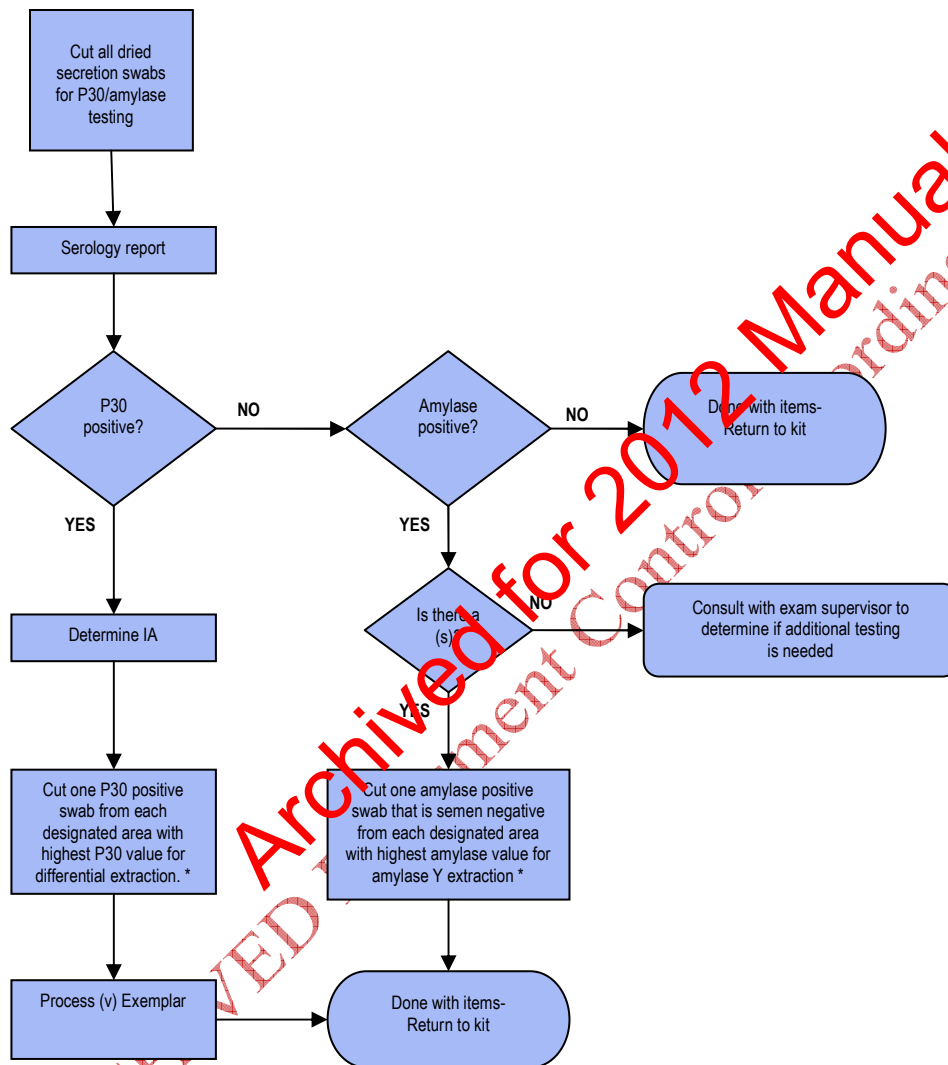 Cut all dried
secretion swabs
for P30/amylase
testing
Serology report
P30
positive?
NO
Amylase
positive?
NO
Done with items-
Return to kit
YES
YES
Determine IA
Is there a
(s)?
NO
Consult with exam supervisor to
determine if additional testing
is needed
YES
Cut one P30 positive
swab from each
designated area with
highest P30 value for
differential extraction. *
Cut one amylase positive
swab that is semen negative
from each designated area
with highest amylase value for
amylase Y extraction *
Process (v) Exemplar
Done with items-
Return to kit
Archived for 2012 Manual
Control